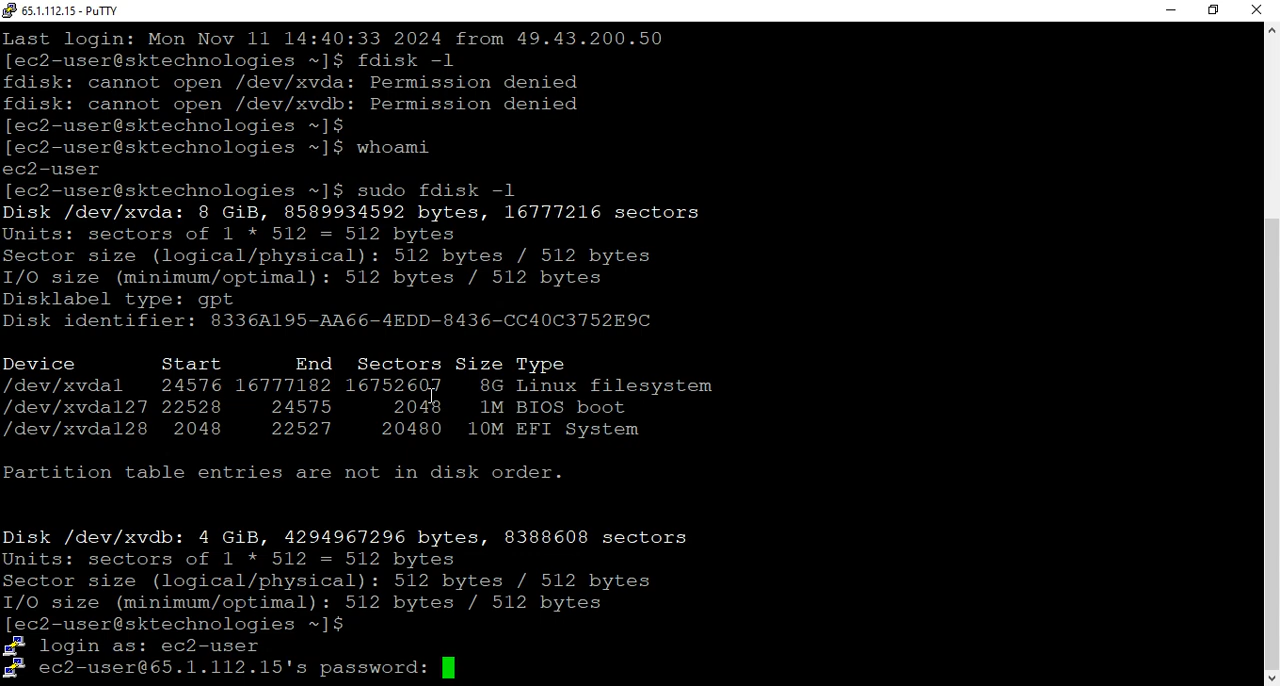 65.1.112.15 - PuTTY
Last login: Mon Nov 11 14:40:33 2024 from 49.43.200.50
[ec2-user@sktechnologies ~]$ fdisk -l
fdisk: cannot open /dev/xvda: Permission denied
fdisk: cannot open /dev/xvdb: Permission denied
[ec2-user@sktechnologies ~]$
[ec2-user@sktechnologies ~]$ whoami
ec2-user
[ec2-user@sktechnologies ~]$ sudo fdisk -l
Disk /dev/xvda: 8 GiB, 8589934592 bytes, 16777216 sectors
Units: sectors of 1 * 512 = 512 bytes
Sector size (logical/physical): 512 bytes / 512 bytes
I/O size (minimum/optimal): 512 bytes / 512 bytes
Disklabel type: gpt
Disk identifier: 8336A195-AA66-4EDD-8436-CC40C3752E9C
Device       Start      End  Sectors Size Type
/dev/xvda1   24576 16777182 16752607   8G Linux filesystem
/dev/xvda127 22528    24575     2048   1M BIOS boot
/dev/xvda128  2048    22527    20480  10M EFI System
Partition table entries are not in disk order.
Disk /dev/xvdb: 4 GiB, 4294967296 bytes, 8388608 sectors
Units: sectors of 1 * 512 = 512 bytes
Sector size (logical/physical): 512 bytes / 512 bytes
I/O size (minimum/optimal): 512 bytes / 512 bytes
[ec2-user@sktechnologies ~]$
login as: ec2-user
ec2-user@65.1.112.15's password: